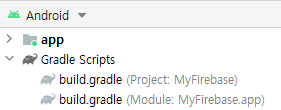 Android
app
Gradle Scripts
build.gradle (Project: MyFirebase)
build.gradle (Module: MyFirebase.app)